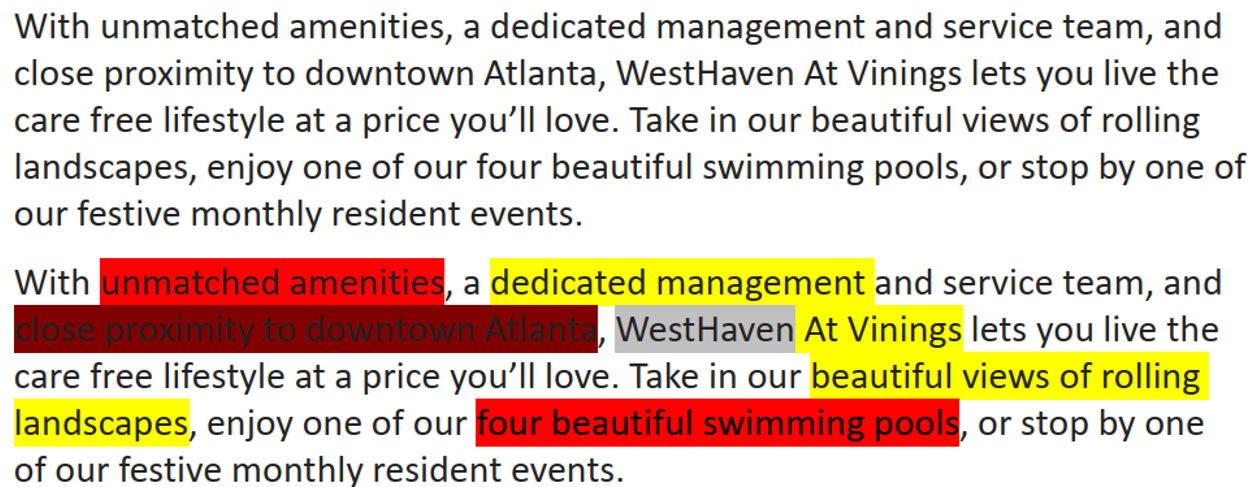 With unmatched amenities, a dedicated management and service team, and
close proximity to downtown Atlanta, WestHaven At Vinings lets you live the
care free lifestyle at a price you’ll love. Take in our beautiful views of rolling
landscapes, enjoy one of our four beautiful swimming pools, or stop by one of
our festive monthly resident events.
With unmatched amenities, a dedicated management and service team, and
close proximity to downtown Atlanta, WestHaven At Vinings lets you live the
care free lifestyle at a price you’ll love. Take in our beautiful views of rolling
landscapes, enjoy one of our four beautiful swimming pools, or stop by one
of our festive monthly resident events.